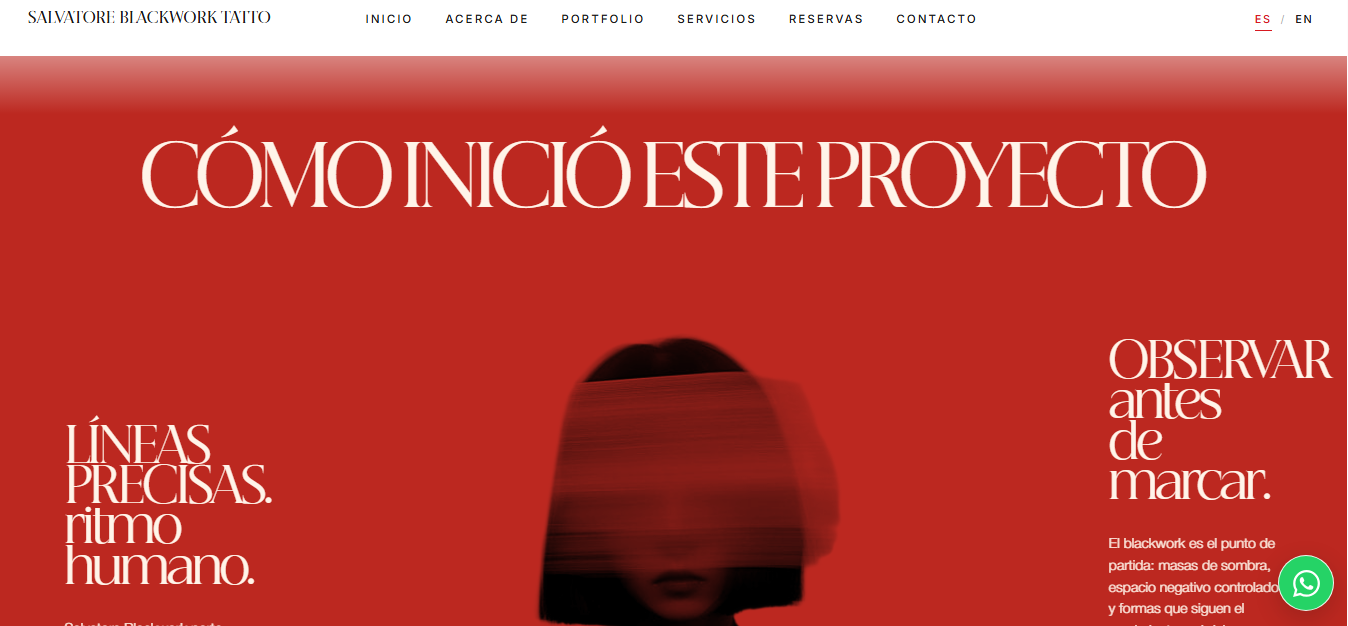 SALVATORE BLACKWORK TATTO
INICIO
ACERCA DE
PORTFOLIO
SERVICIOS
RESERVAS
CONTACTO
ES / EN
CÓMO INICIÓ ESTE PROYECTO
LÍNEAS
PRECISAS.
ritmo
humano.
OBSERVAR
antes
de
marcar.
El blackwork es el punto de
partida: masas de sombra,
espacio negativo controlado
y formas que siguen el